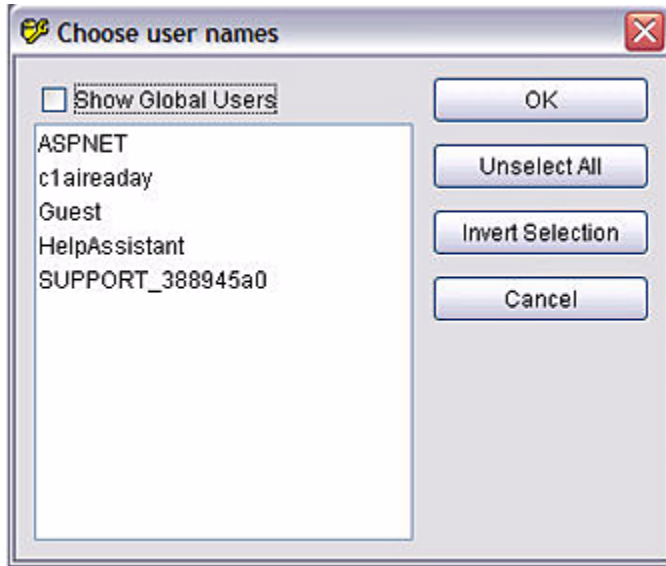 Choose user names
Show Global Users
OK
ASPNET
Unselect All
c1aireaday
Guest
Invert Selection
HelpAssistant
SUPPORT_388945a0
Cancel